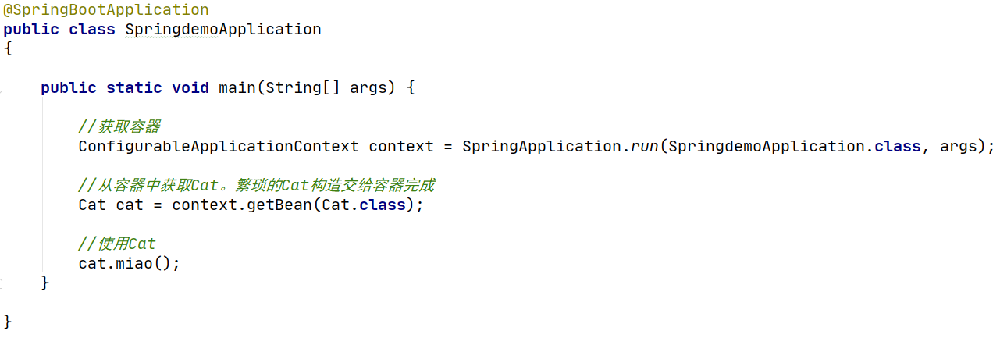 @SpringBootApplication
public class SpringdemoApplication
{
public static void main(String[] args) {
//获取容器
ConfigurableApplicationContext context = SpringApplication.run(SpringdemoApplication.class, args);
//从容器中获取Cat。繁琐的Cat构造交给容器完成
Cat cat = context.getBean(Cat.class);
//使用Cat
cat.miao();
}
}